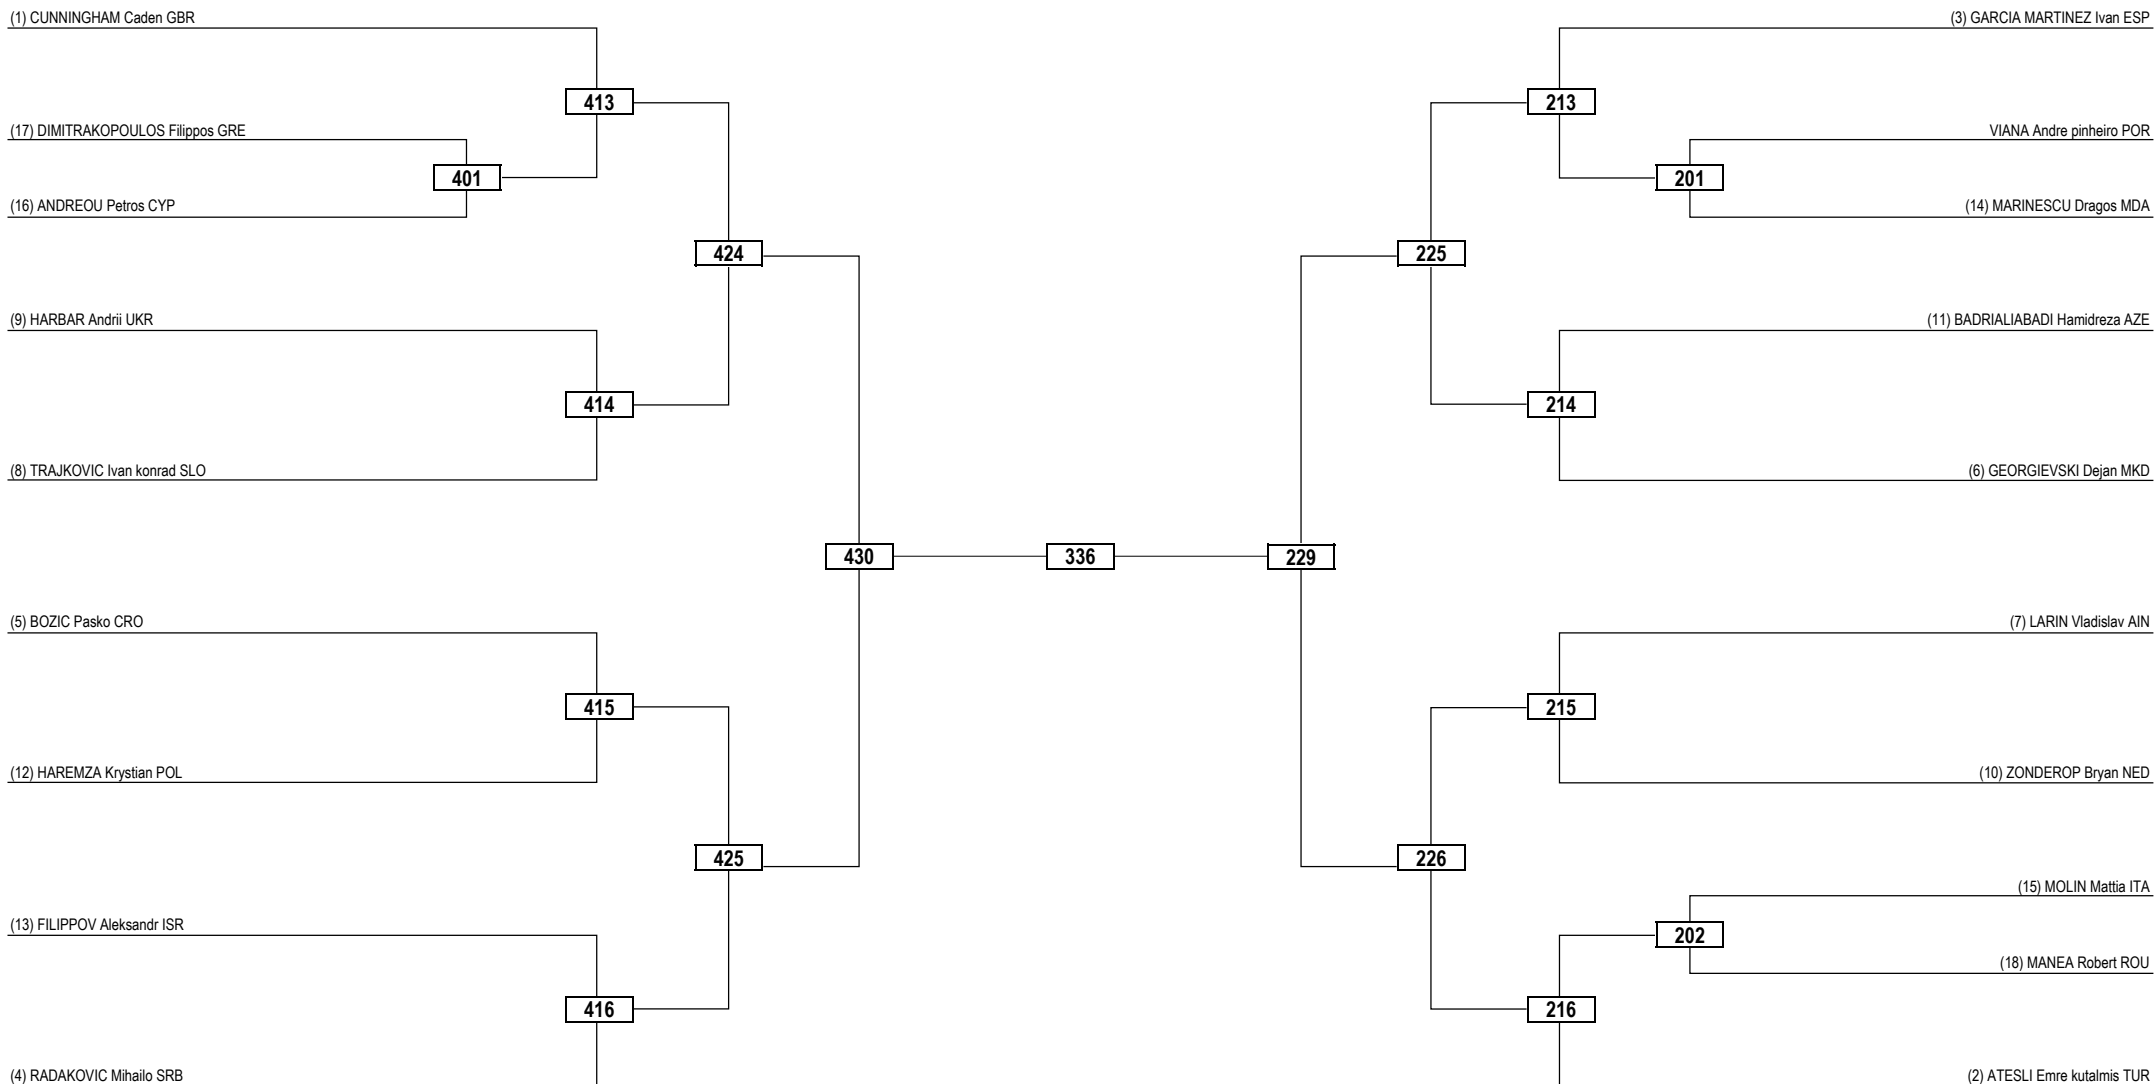 (1) CUNNINGHAM Caden GBR
(3) GARCIA MARTINEZ Ivan ESP
413
213
(17) DIMITRAKOPOULOS Filippos GRE
VIANA Andre pinheiro POR
401
201
(16) ANDREOU Petros CYP
(14) MARINESCU Dragos MDA
424
225
(9) HARBAR Andrii UKR
(11) BADRIALIABADI Hamidreza AZE
414
214
(8) TRAJKOVIC Ivan konrad SLO
(6) GEORGIEVSKI Dejan MKD
430
336
229
(5) BOZIC Pasko CRO
(7) LARIN Vladislav AIN
415
215
(12) HAREMZA Krystian POL
(10) ZONDEROP Bryan NED
425
226
(15) MOLIN Mattia ITA
(13) FILIPPOV Aleksandr ISR
202
(18) MANEA Robert ROU
416
216
(4) RADAKOVIC Mihailo SRB
(2) ATESLI Emre kutalmis TUR